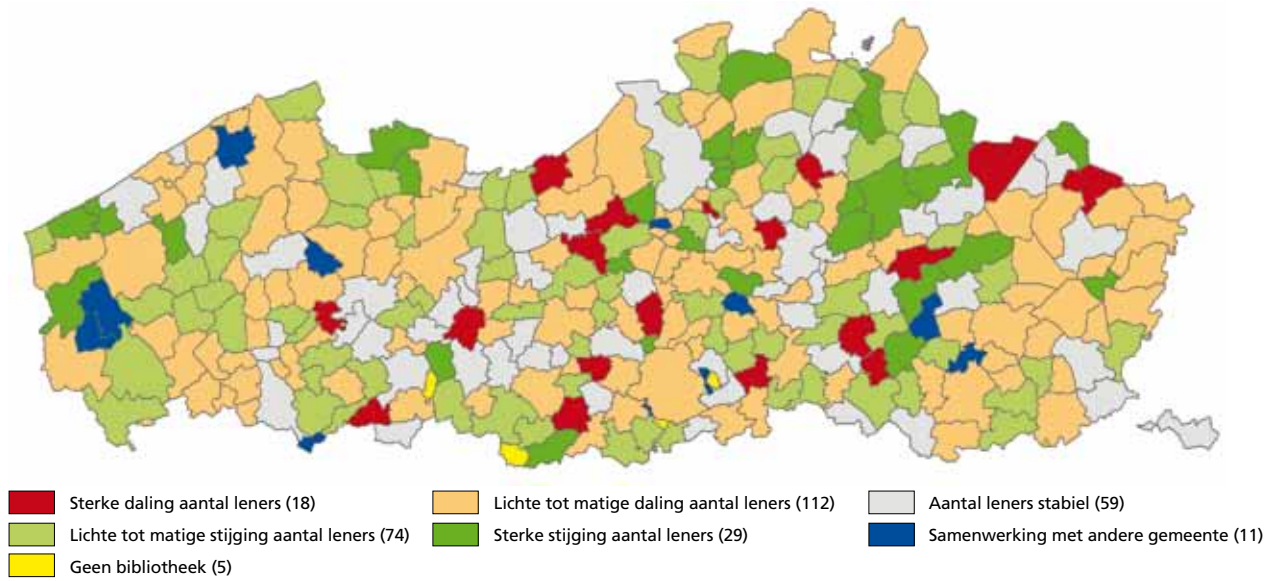 Sterke daling aantal leners (18)
Lichte tot matige daling aantal leners (112)
Aantal leners stabiel (59)
Lichte tot matige stijging aantal leners (74)
Sterke stijging aantal leners (29)
Samenwerking met andere gemeente (11)
Geen bibliotheek (5)